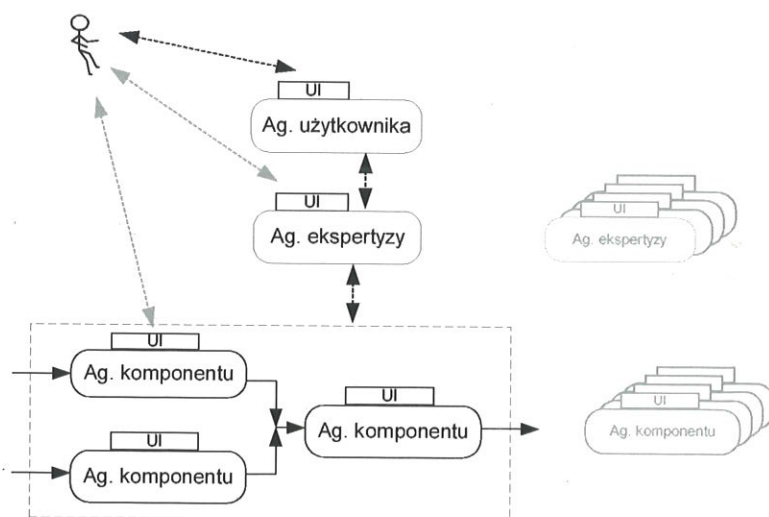 UI
Ag. użytkownika
UI
Ag. ekspertyzy
UI
Ag. ekspertyzy
UI
Ag. komponentu
UI
Ag. komponentu
UI
Ag. komponentu
UI
Ag. komponentu